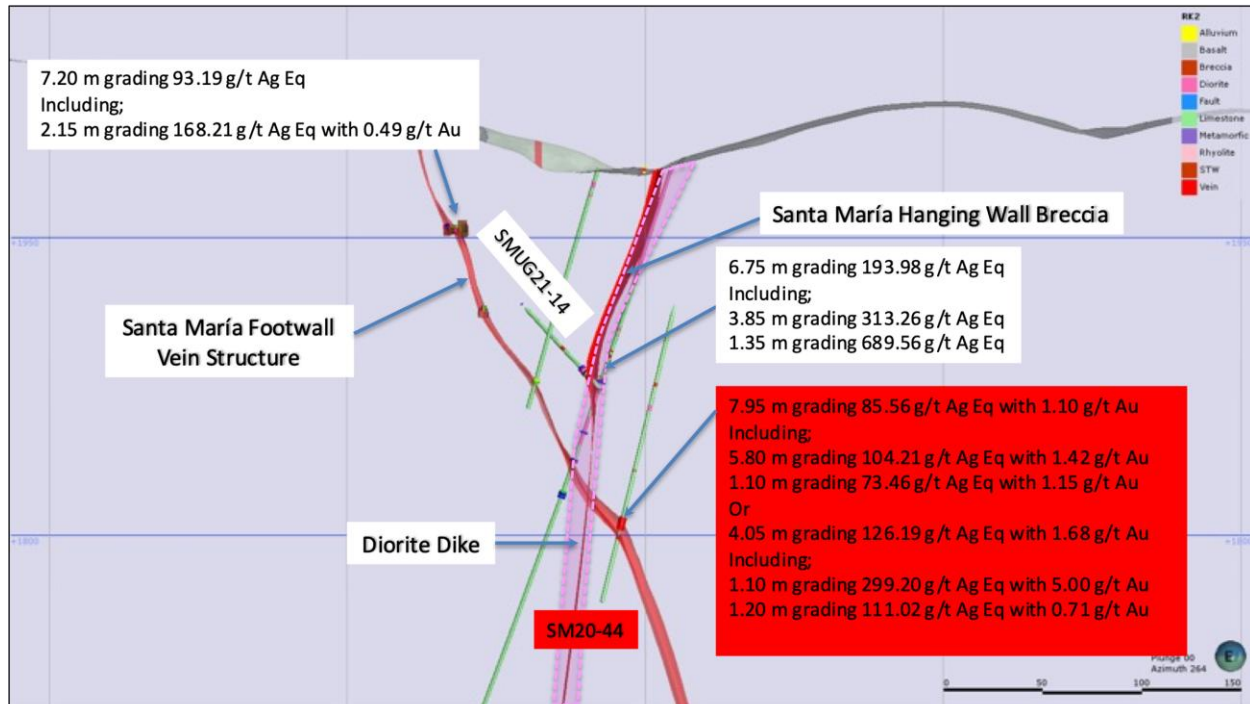 RK2
Alluvium
Basalt
Breccia
Diorite
Fault
Limestone
Metamorfic
Rhyolite
STW
Vein
7.20 m grading 93.19 g/t Ag Eq
Including;
2.15 m grading 168.21 g/t Ag Eq with 0.49 g/t Au
Santa María Hanging Wall Breccia
+1950
SMUG21-14
6.75 m grading 193.98 g/t Ag Eq
Including;
3.85 m grading 313.26 g/t Ag Eq
1.35 m grading 689.56 g/t Ag Eq
Santa María Footwall
Vein Structure
7.95 m grading 85.56 g/t Ag Eq with 1.10 g/t Au
Including;
5.80 m grading 104.21 g/t Ag Eq with 1.42 g/t Au
1.10 m grading 73.46 g/t Ag Eq with 1.15 g/t Au
Or
4.05 m grading 126.19 g/t Ag Eq with 1.68 g/t Au
Including;
1.10 m grading 299.20 g/t Ag Eq with 5.00 g/t Au
1.20 m grading 111.02 g/t Ag Eq with 0.71 g/t Au
+1800
Diorite Dike
SM20-44
Plunge 00
Azimuth 264
E
0 50 100 150